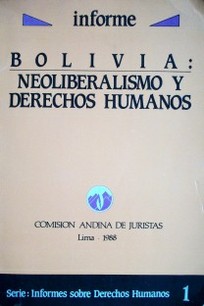 informe
BOLIVIA:
NEOLIBERALISMO Y
DERECHOS HUMANOS
COMISION ANDINA DE JURISTAS
Lima - 1988
Serie: Informes sobre Derechos Humanos 1